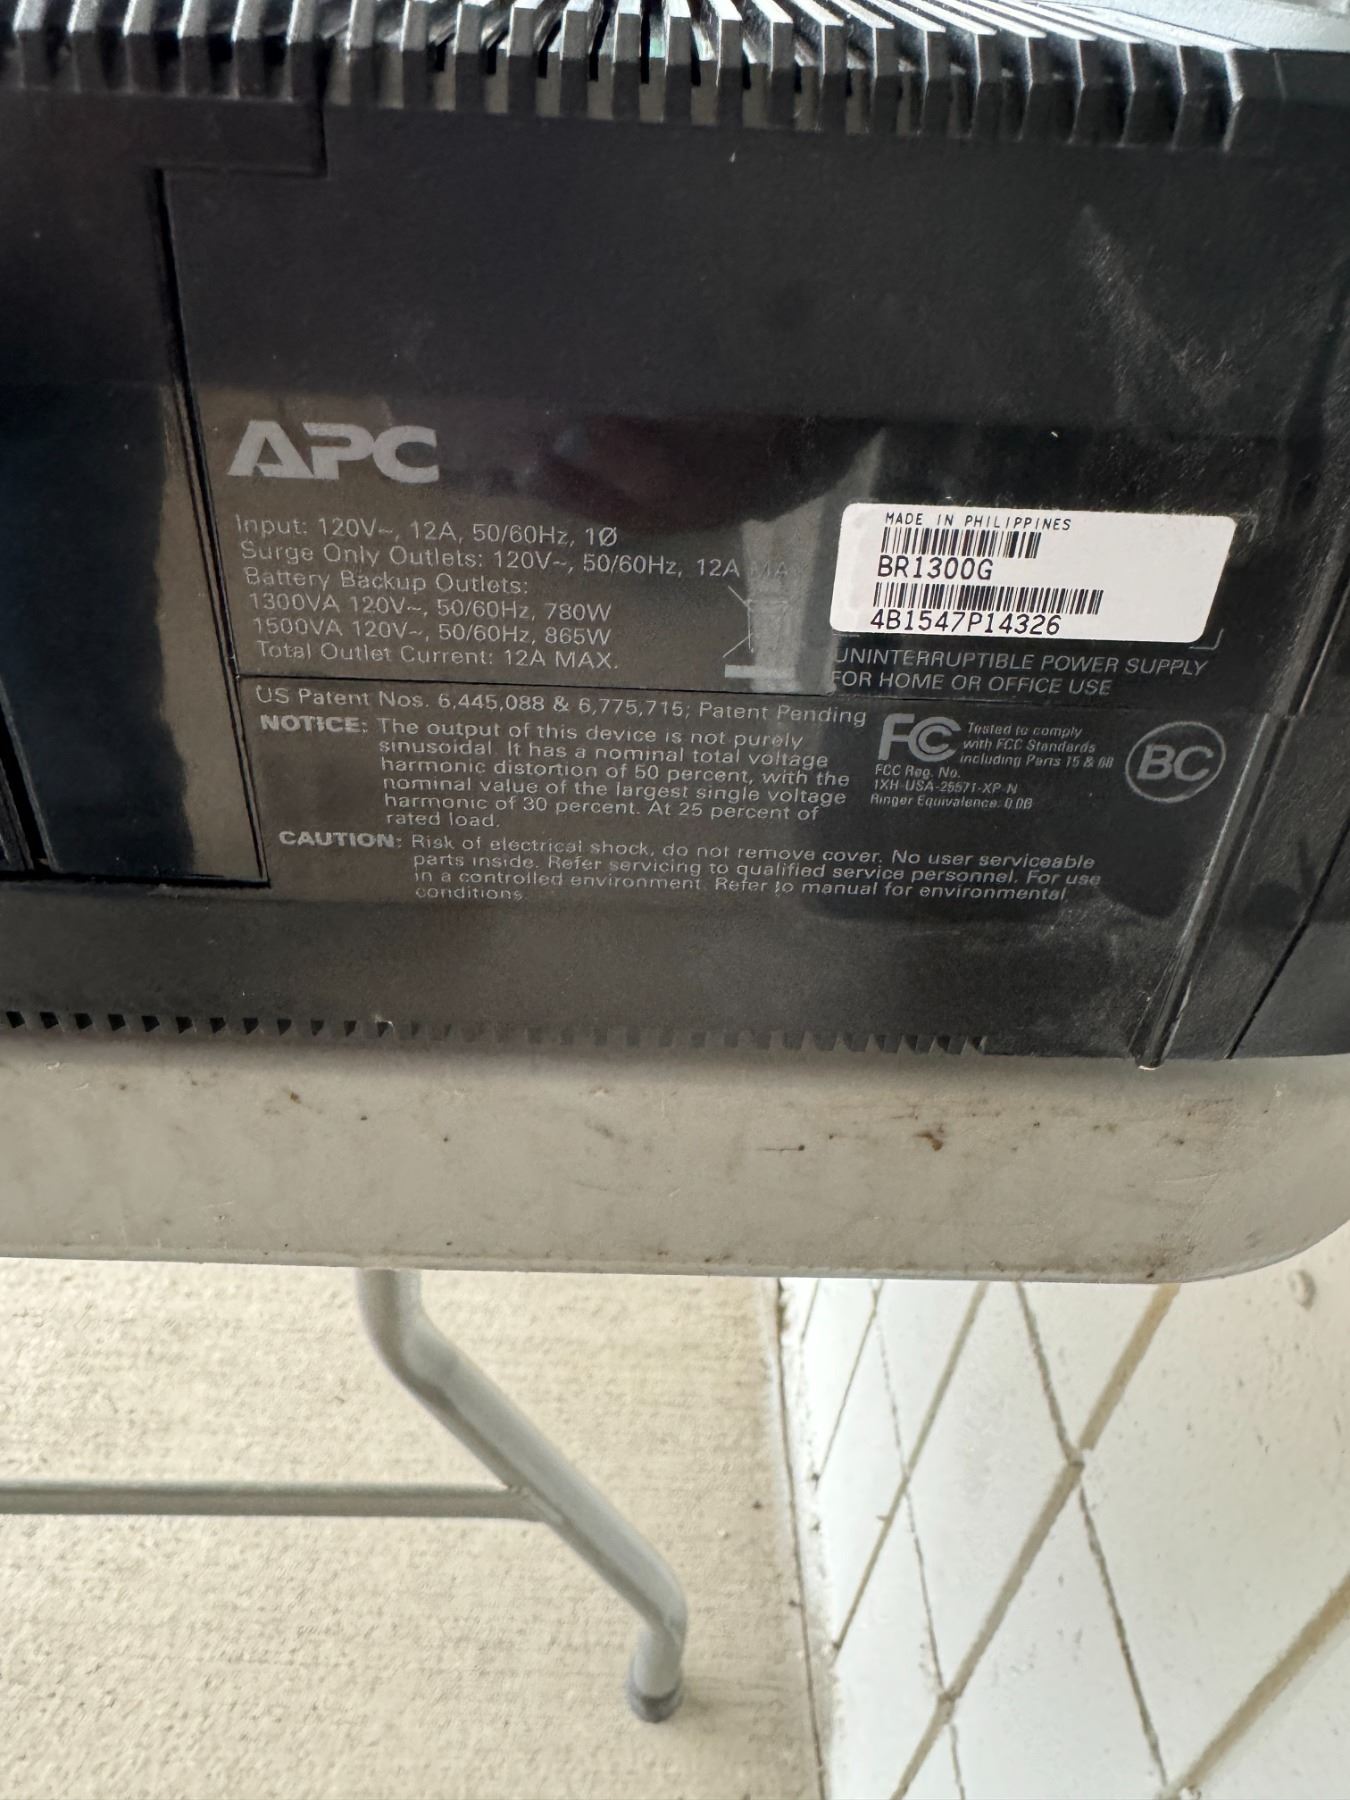 APC
Input: 120V~, 12A, 50/60Hz, 1Ø
Surge Only Outlets: 120V~, 50/60Hz, 12A MAX
Battery Backup Outlets:
1300VA 120V~, 50/60Hz, 780W
1500VA 120V~, 50/60Hz, 865W
Total Outlet Current: 12A MAX.
MADE IN PHILIPPINES
BR1300G
4B1547P14326
UNINTERRUPTIBLE POWER SUPPLY
FOR HOME OR OFFICE USE
US Patent Nos. 6,445,088 & 6,775,715; Patent Pending
NOTICE: The output of this device is not purely
sinusoidal. It has a nominal total voltage
harmonic distortion of 50 percent, with the
nominal value of the largest single voltage
harmonic of 30 percent. At 25 percent of
rated load.
FC Tested to comply
with FCC Standards
including Parts 15 & 68
FCC Reg. No.
1XH-USA-25571-XP-N
Ringer Equivalence: 0.0B
BC
CAUTION: Risk of electrical shock, do not remove cover. No user serviceable
parts inside. Refer servicing to qualified service personnel. For use
in a controlled environment. Refer to manual for environmental
conditions.